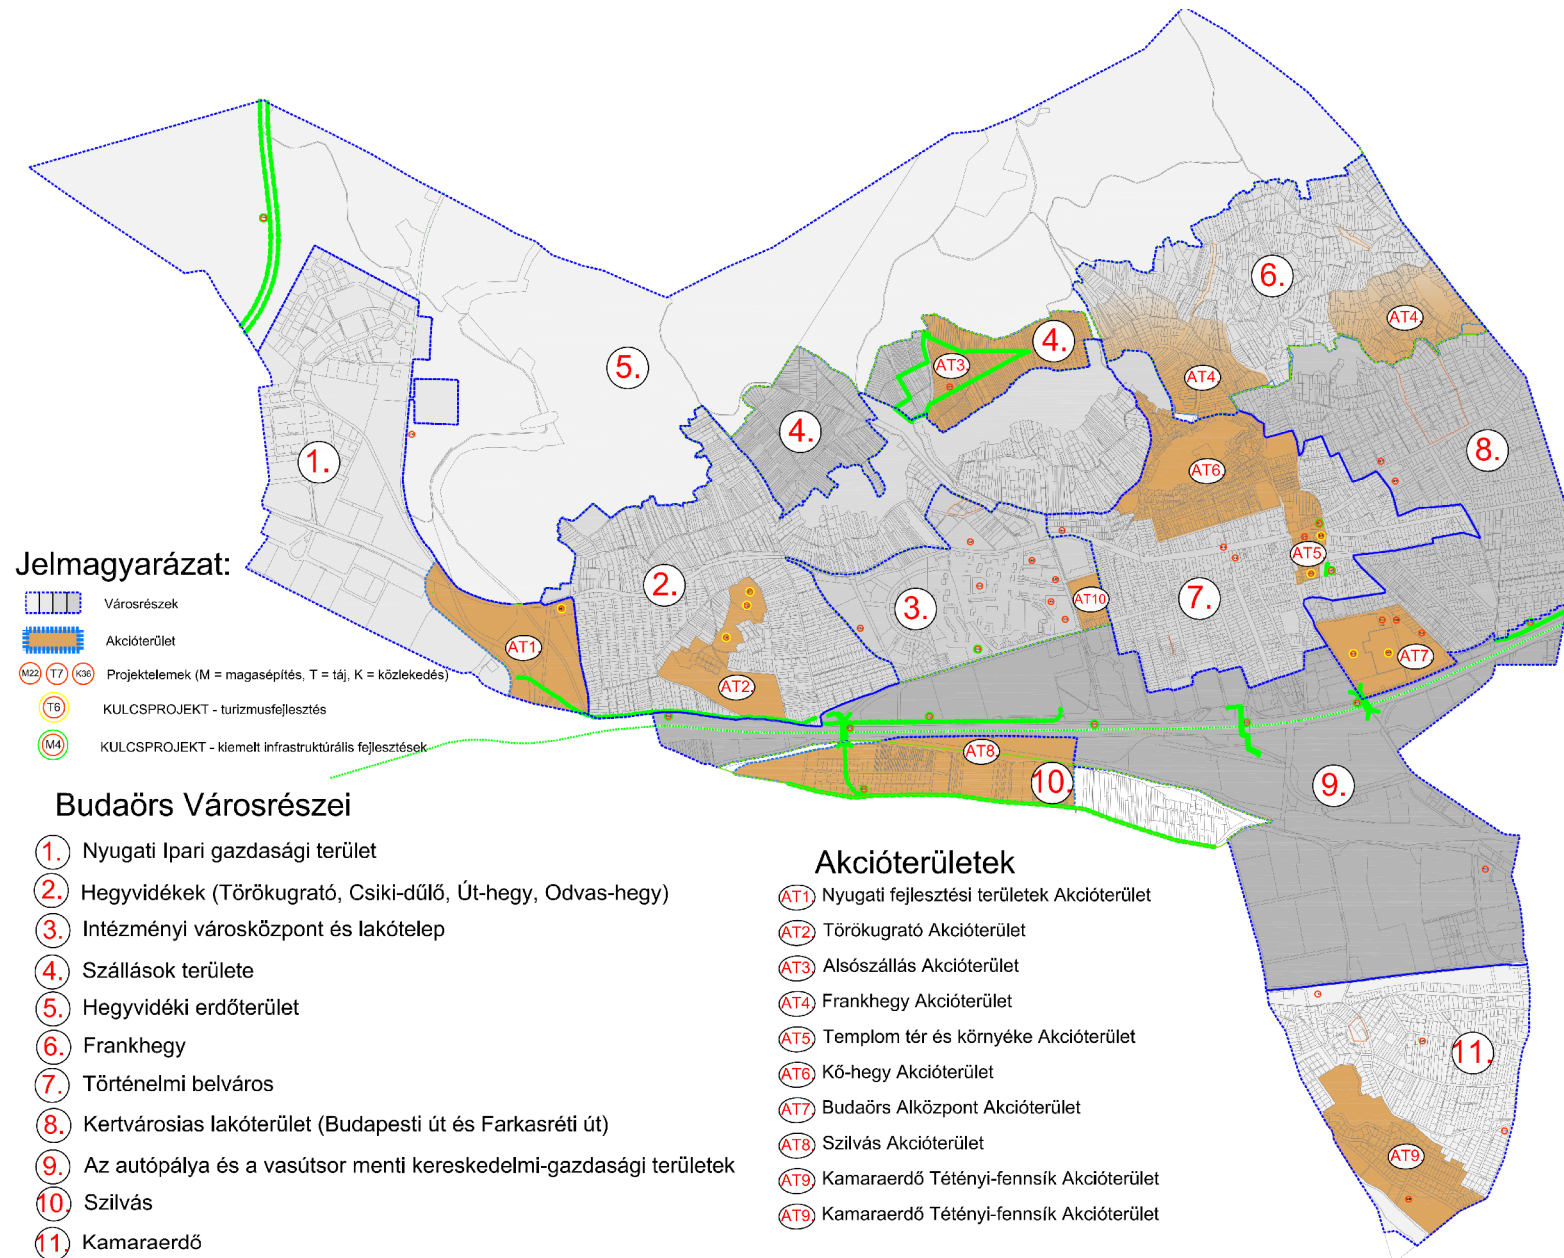 6.
AT4.
5.
4.
AT3.
AT4.
4.
8.
1.
AT6.
Jelmagyarázat:
Városrészek
Akcióterület
M22 T7 K36 Projektelemek (M = magasépítés, T = táj, K = közlekedés)
T6 KULCSPROJEKT - turizmusfejlesztés
M4 KULCSPROJEKT - kiemelt infrastruktúrális fejlesztések
AT5
2.
3.
AT10
7.
AT1.
AT2.
AT7
AT8.
10.
9.
11.
AT9.
Budaörs Városrészei
1. Nyugati Ipari gazdasági terület
2. Hegyvidékek (Törökugrató, Csiki-dűlő, Út-hegy, Odvas-hegy)
3. Intézményi városközpont és lakótelep
4. Szállások területe
5. Hegyvidéki erdőterület
6. Frankhegy
7. Történelmi belváros
8. Kertvárosias lakóterület (Budapesti út és Farkasréti út)
9. Az autópálya és a vasútsor menti kereskedelmi-gazdasági területek
10. Szilvás
11. Kamaraerdő
Akcióterületek
AT1. Nyugati fejlesztési területek Akcióterület
AT2. Törökugrató Akcióterület
AT3. Alsószállás Akcióterület
AT4. Frankhegy Akcióterület
AT5. Templom tér és környéke Akcióterület
AT6. Kő-hegy Akcióterület
AT7. Budaörs Alközpont Akcióterület
AT8. Szilvás Akcióterület
AT9. Kamaraerdő Tétényi-fennsík Akcióterület
AT9. Kamaraerdő Tétényi-fennsík Akcióterület